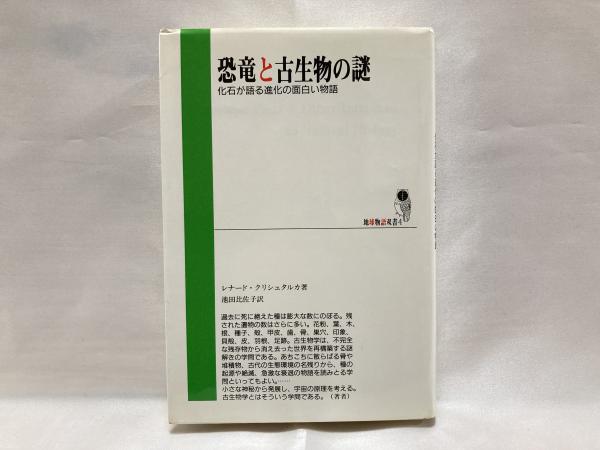 恐竜と古生物の謎
化石が語る進化の面白い物語
地球物語双書4
レナード・クリシュタルカ著
池田比佐子訳
過去に死に絶えた種は膨大な数にのぼる。残
された遺物の数はさらに多い。花粉、葉、木、
根、種子、殻、甲皮、歯、骨、巣穴、印象、
貝殻、皮、羽根、足跡。古生物学は、不完全
な残存物から消え去った世界を再構築する謎
解きの学問である。あちこちに散らばる骨や
堆積物、古代の生態環境の名残りから、種の
起源や絶滅、急激な衰退の物語を読みとる学
問といってもよい。……
小さな神秘から発展し、宇宙の原理を考える。
古生物学とはそういう学問である。（著者）